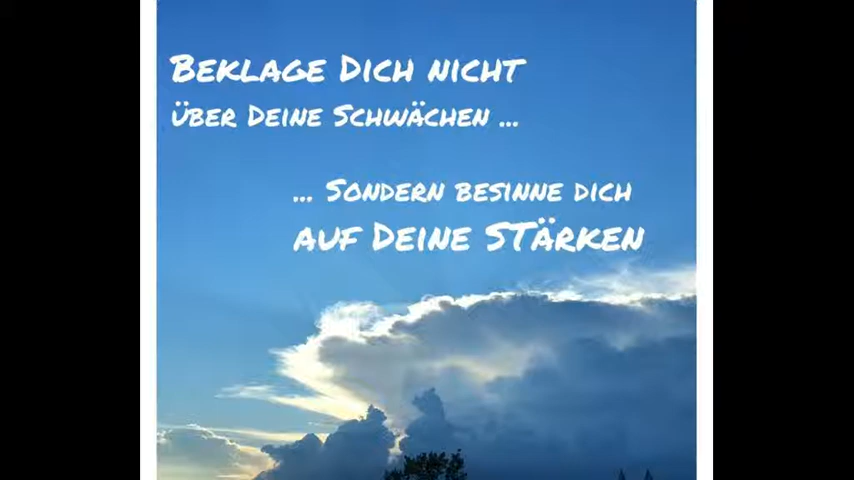 Beklage Dich nicht
über Deine Schwächen ...
... Sondern besinne dich
auf Deine Stärken